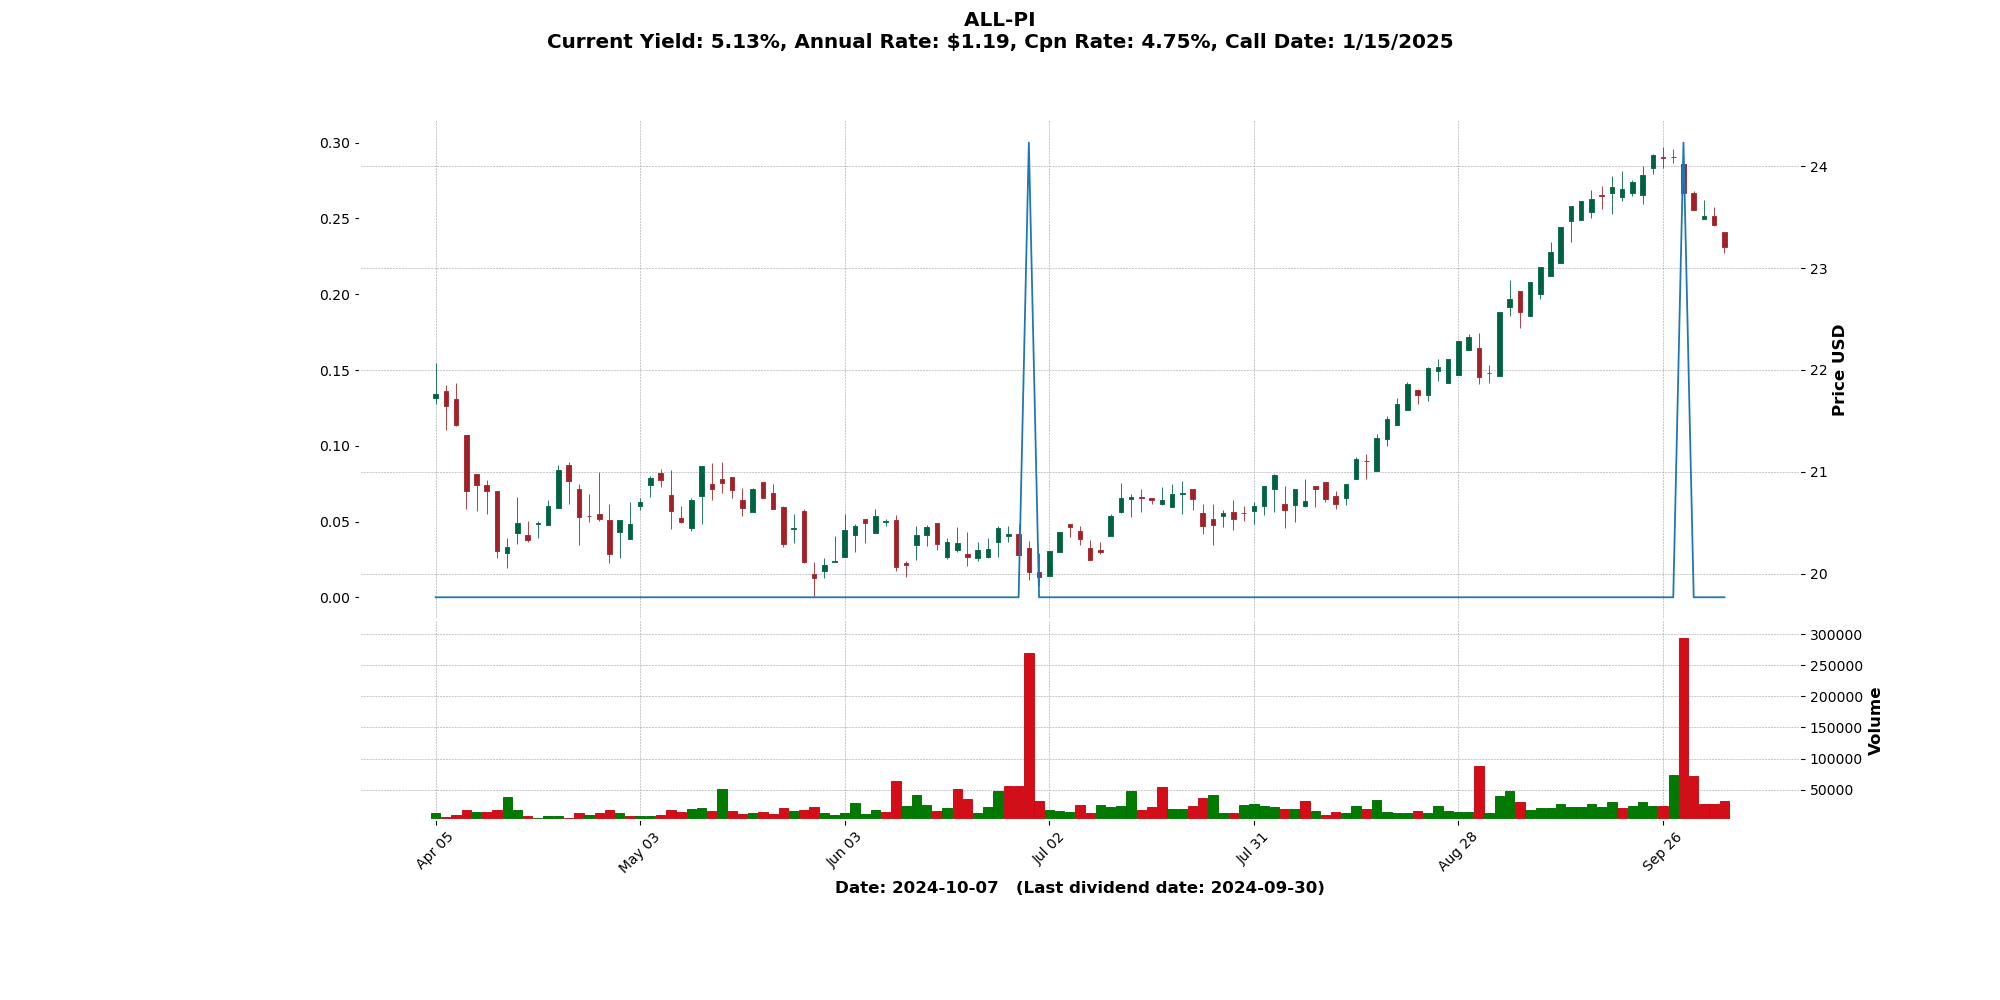 ALL-PI
Current Yield: 5.13%, Annual Rate: $1.19, Cpn Rate: 4.75%, Call Date: 1/15/2025
0.30
0.25
0.20
0.15
0.10
0.05
0.00
24
23
22
21
20
Price USD
300000
250000
200000
150000
100000
50000
Volume
Apr 05
May 03
Jun 03
Jul 02
Jul 31
Aug 28
Sep 26
Date: 2024-10-07 (Last dividend date: 2024-09-30)